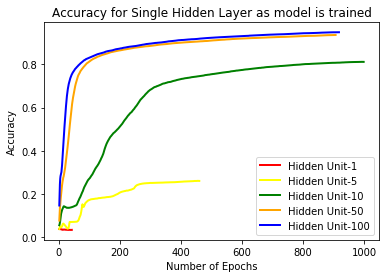 Accuracy for Single Hidden Layer as model is trained
Accuracy
0.8
0.6
0.4
0.2
0.0
0 200 400 600 800 1000
Number of Epochs
Hidden Unit-1
Hidden Unit-5
Hidden Unit-10
Hidden Unit-50
Hidden Unit-100